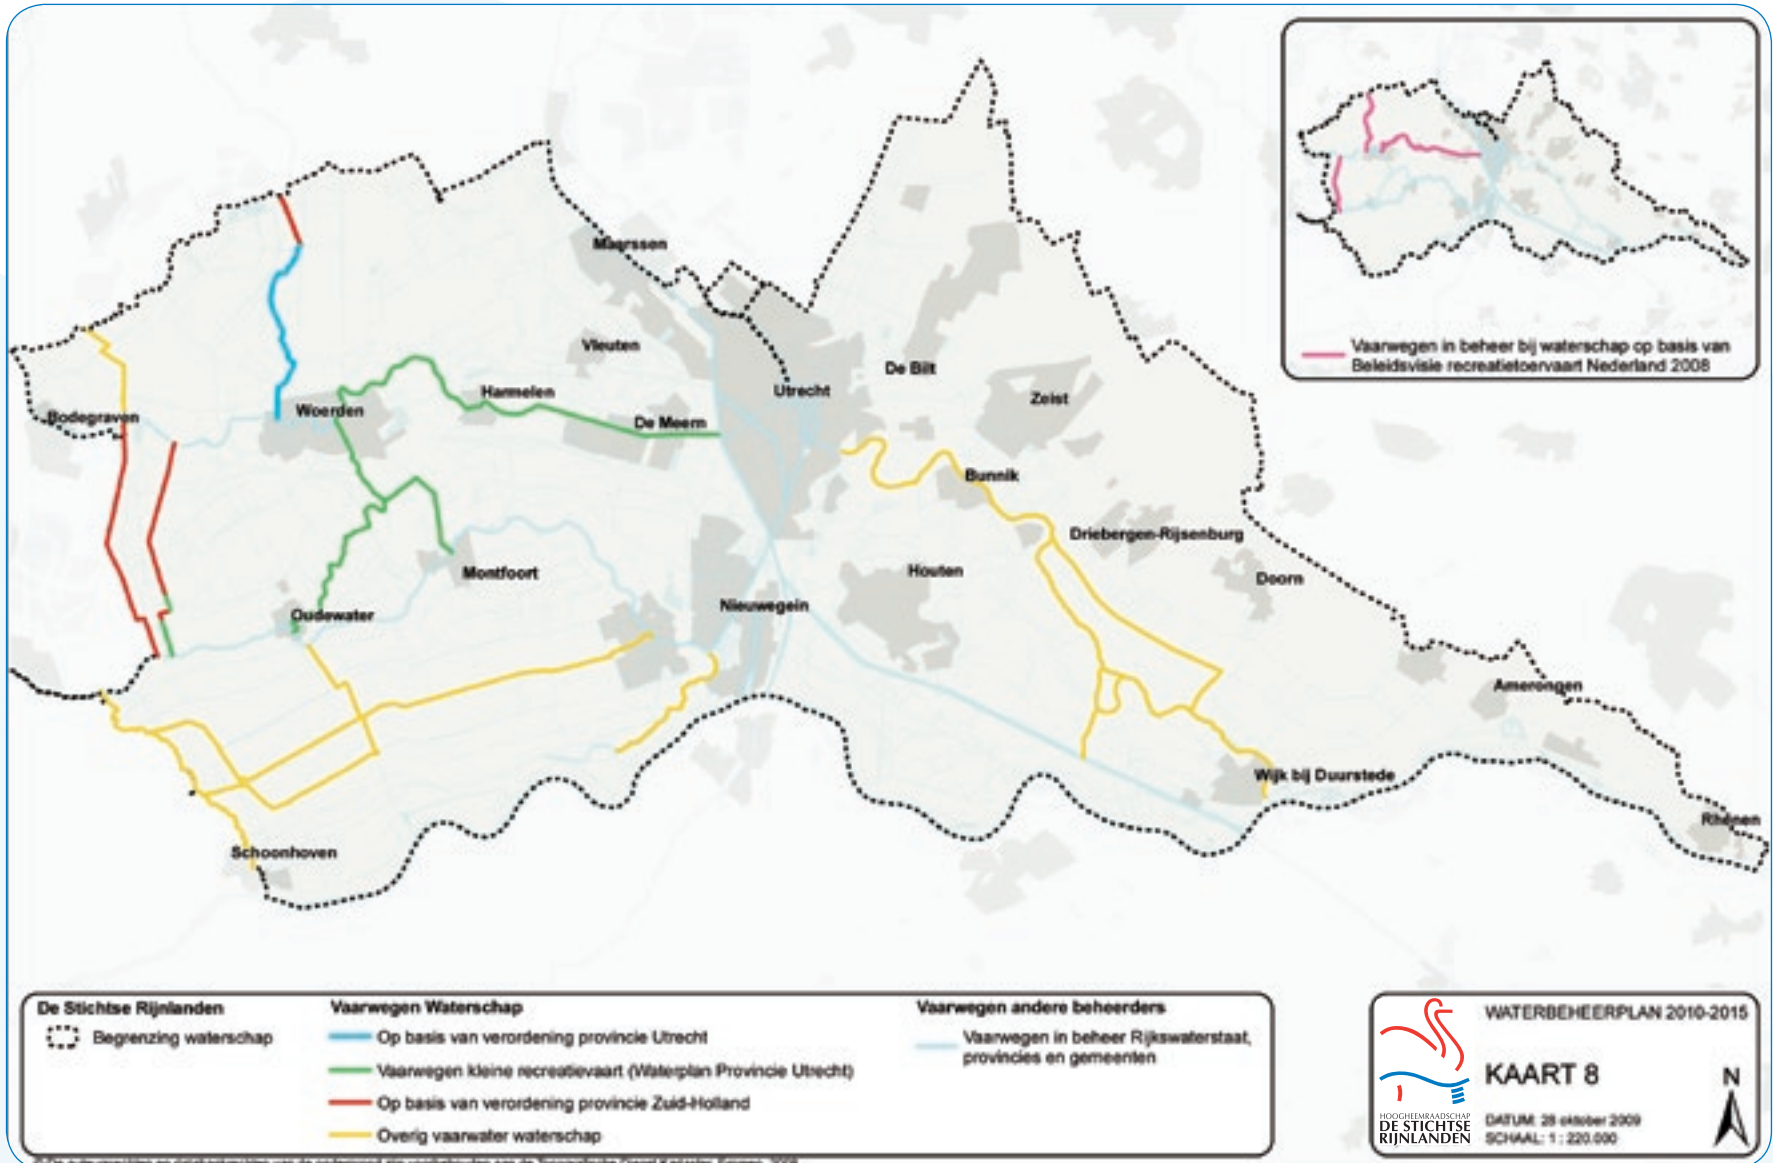 Maarssen
Vleuten
De Bilt
Utrecht
Zeist
Bodegraven
Woerden
Harmelen
De Meern
Bunnik
Driebergen-Rijsenburg
Doorn
Houten
Montfoort
Nieuwegein
Oudewater
Amerongen
Wijk bij Duurstede
Rhenen
Schoonhoven
Vaarwegen in beheer bij waterschap op basis van
Beleidsvisie recreatietoervaart Nederland 2008
De Stichtse Rijnlanden
Begrenzing waterschap
Vaarwegen Waterschap
Op basis van verordening provincie Utrecht
Vaarwegen kleine recreatievaart (Waterplan Provincie Utrecht)
Op basis van verordening provincie Zuid-Holland
Overig vaarwater waterschap
Vaarwegen andere beheerders
Vaarwegen in beheer Rijkswaterstaat,
provincies en gemeenten
HOOGHEEMRAADSCHAP
DE STICHTSE
RIJNLANDEN
WATERBEHEERPLAN 2010-2015
KAART 8
DATUM: 28 oktober 2009
SCHAAL: 1 : 220.000
N